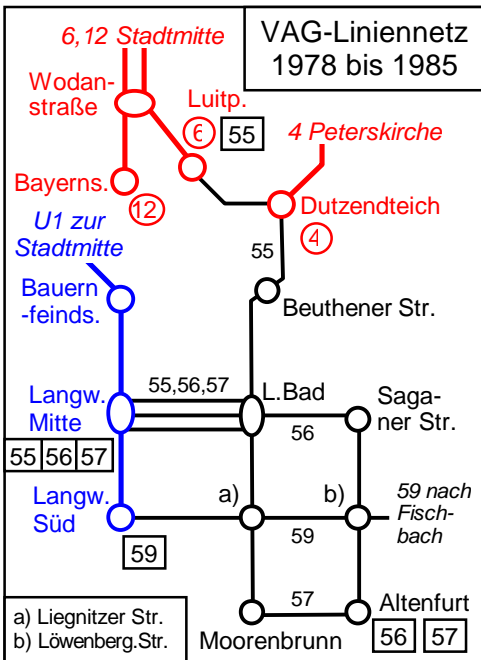 VAG-Liniennetz
1978 bis 1985
6,12 Stadtmitte
Wodan-
straße
Luitp.
6
55
4 Peterskirche
Bayerns.
12
Dutzendteich
4
U1 zur
Stadtmitte
55
Bauern
-feinds.
Beuthener Str.
55,56,57
L.Bad
Langw.
Mitte
56
Saga-
ner Str.
55 56 57
Langw.
Süd
a)
b)
59 nach
Fisch-
bach
59
59
57
a) Liegnitzer Str.
b) Löwenberg.Str.
Moorenbrunn
Altenfurt
56 57